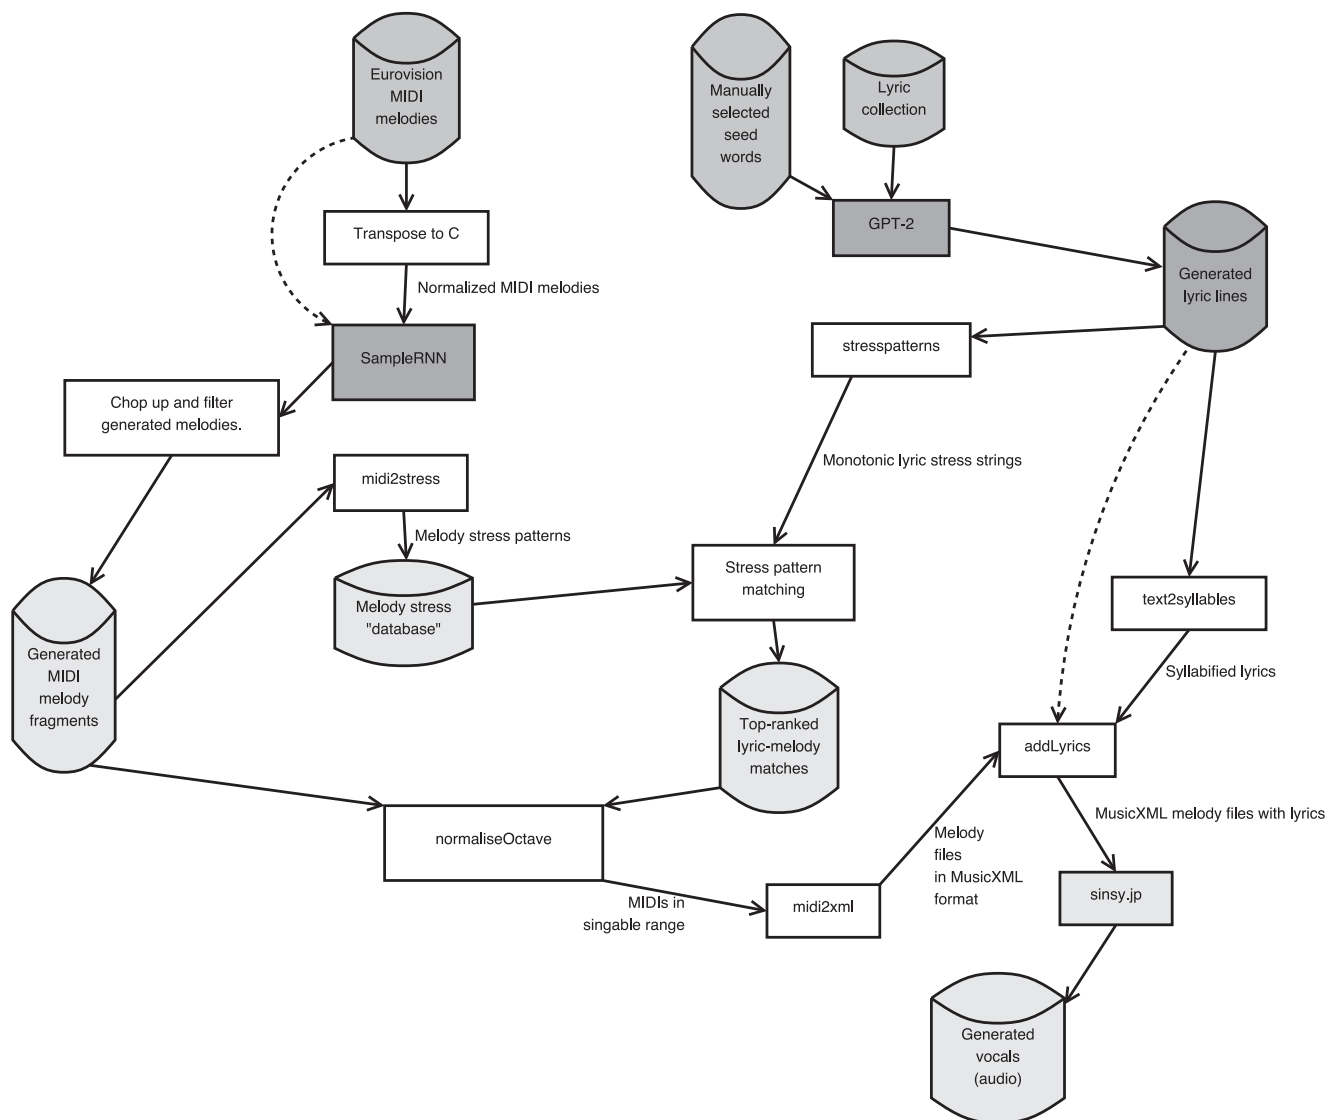 Eurovision
MIDI
melodies
Manually
selected
seed
words
Lyric
collection
Transpose to C
GPT-2
Generated
lyric lines
Normalized MIDI melodies
SampleRNN
stresspatterns
Chop up and filter
generated melodies.
Monotonic lyric stress strings
midi2stress
Melody stress patterns
Stress pattern
matching
Melody stress
"database"
text2syllables
Generated
MIDI
melody
fragments
Syllabified lyrics
Top-ranked
lyric-melody
matches
addLyrics
MusicXML melody files with lyrics
normaliseOctave
Melody
files
in MusicXML
format
MIDIs in
singable range
midi2xml
sinsy.jp
Generated
vocals
(audio)